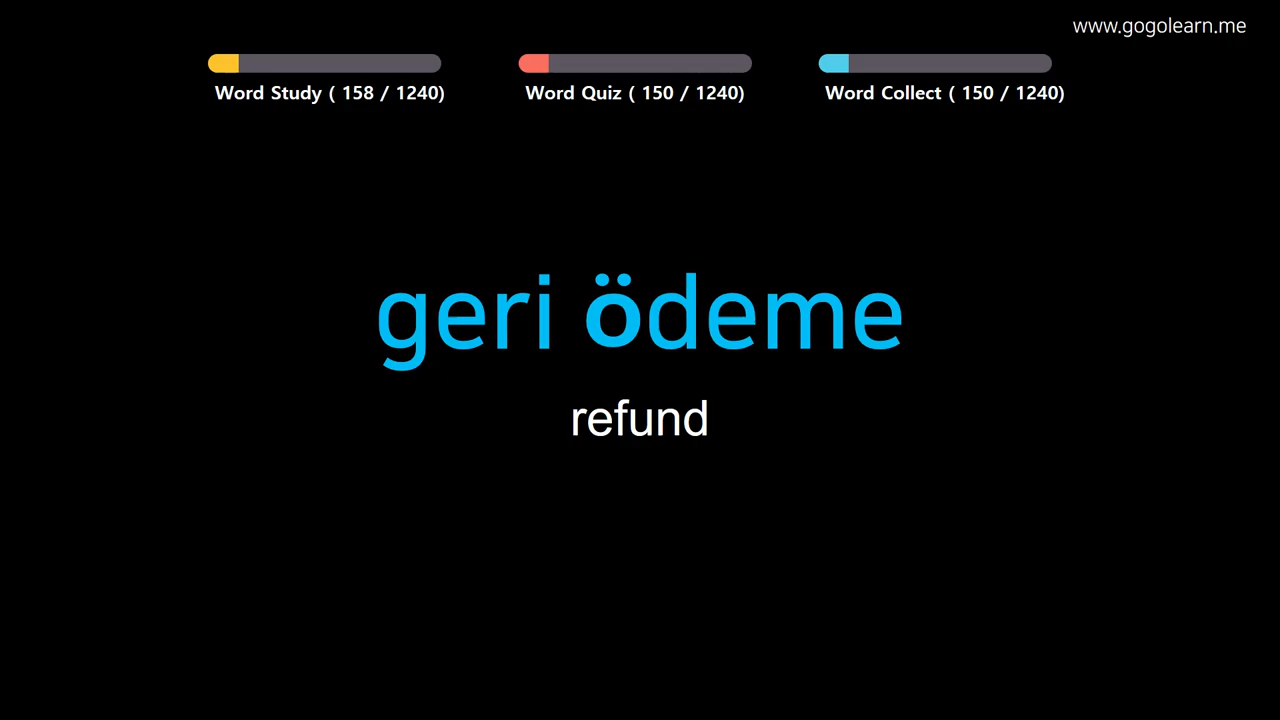 www.gogolearn.me
Word Study ( 158 / 1240)
Word Quiz ( 150 / 1240)
Word Collect ( 150 / 1240)
geri ödeme
refund